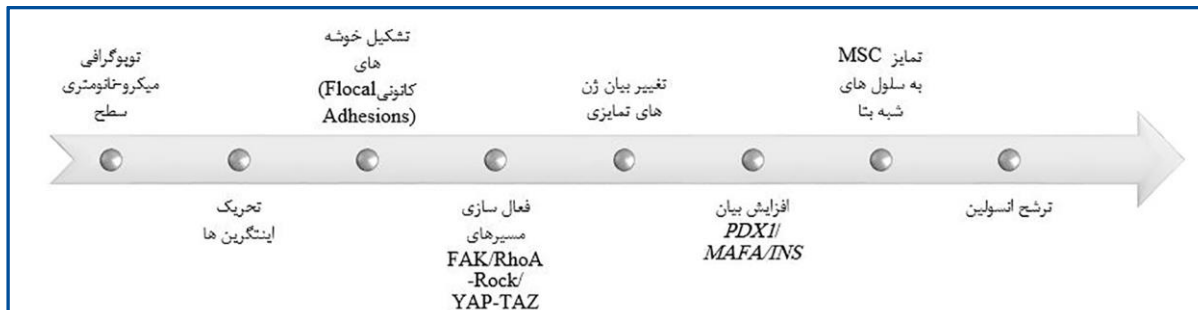 توپوگرافی
میکرو-نانومتری
سطح
تحریک
اینتگرین ها
تشکیل خوشه
های
کانونی(Flocal
Adhesions)
فعال سازی
مسیرهای
FAK/RhoA
-Rock/
YAP-TAZ
تغییر بیان ژن
های تمایزی
افزایش بیان
PDX1/
MAFA/INS
تمایز MSC
به سلول های
شبه بتا
ترشح انسولین